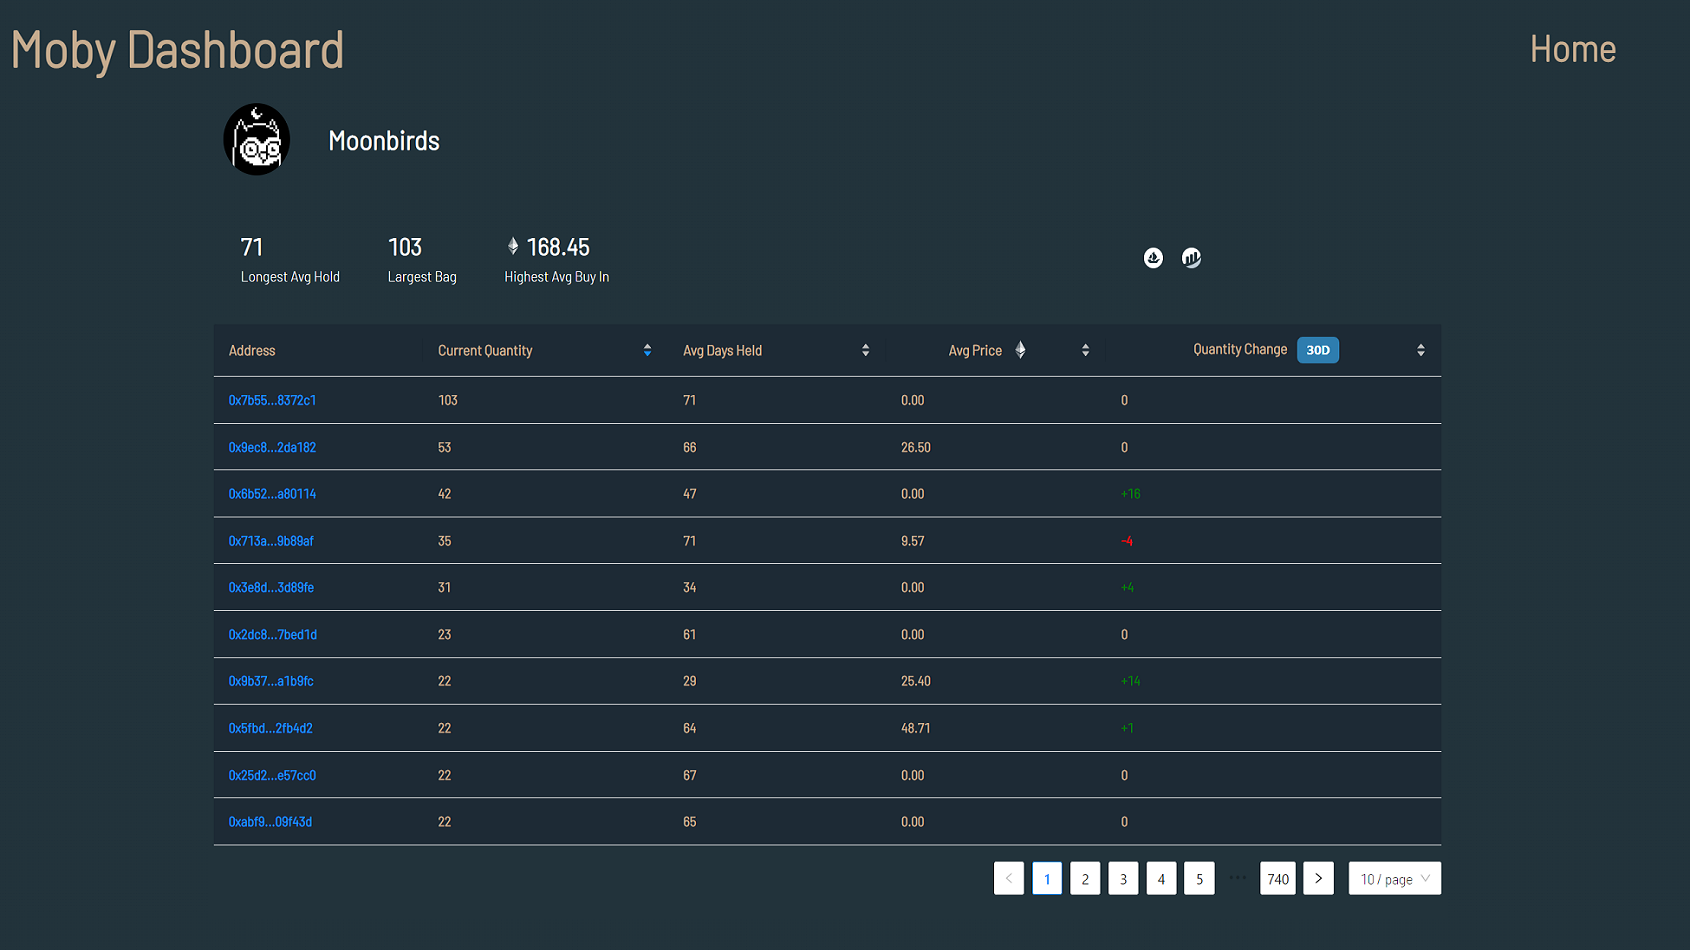 Moby Dashboard Home
Moonbirds
71 103 168.45
Longest Avg Hold Largest Bag Highest Avg Buy In
Address Current Quantity Avg Days Held Avg Price Quantity Change 30D
0x7b55...8372c1 103 71 0.00 0
0x9ec8...2da182 53 66 26.50 0
0x6b52...a80114 42 47 0.00 +16
0x713a...9b89af 35 71 9.57 -4
0x3e8d...3d89fe 31 34 0.00 +4
0x2dc8...7bed1d 23 61 0.00 0
0x9b37...a1b9fc 22 29 25.40 +14
0x5fbd...2fb4d2 22 64 48.71 +1
0x25d2...e57cc0 22 67 0.00 0
0xabf9...09f43d 22 65 0.00 0
< 1 2 3 4 5 ••• 740 > 10 / page